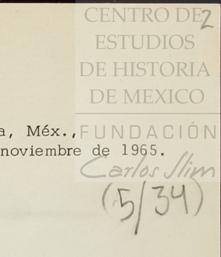 CENTRO DE
2
ESTUDIOS
DE HISTORIA
DE MEXICO
a, Méx.,
FUNDACIÓN
noviembre de 1965.
Carlos Slim
(5/34)